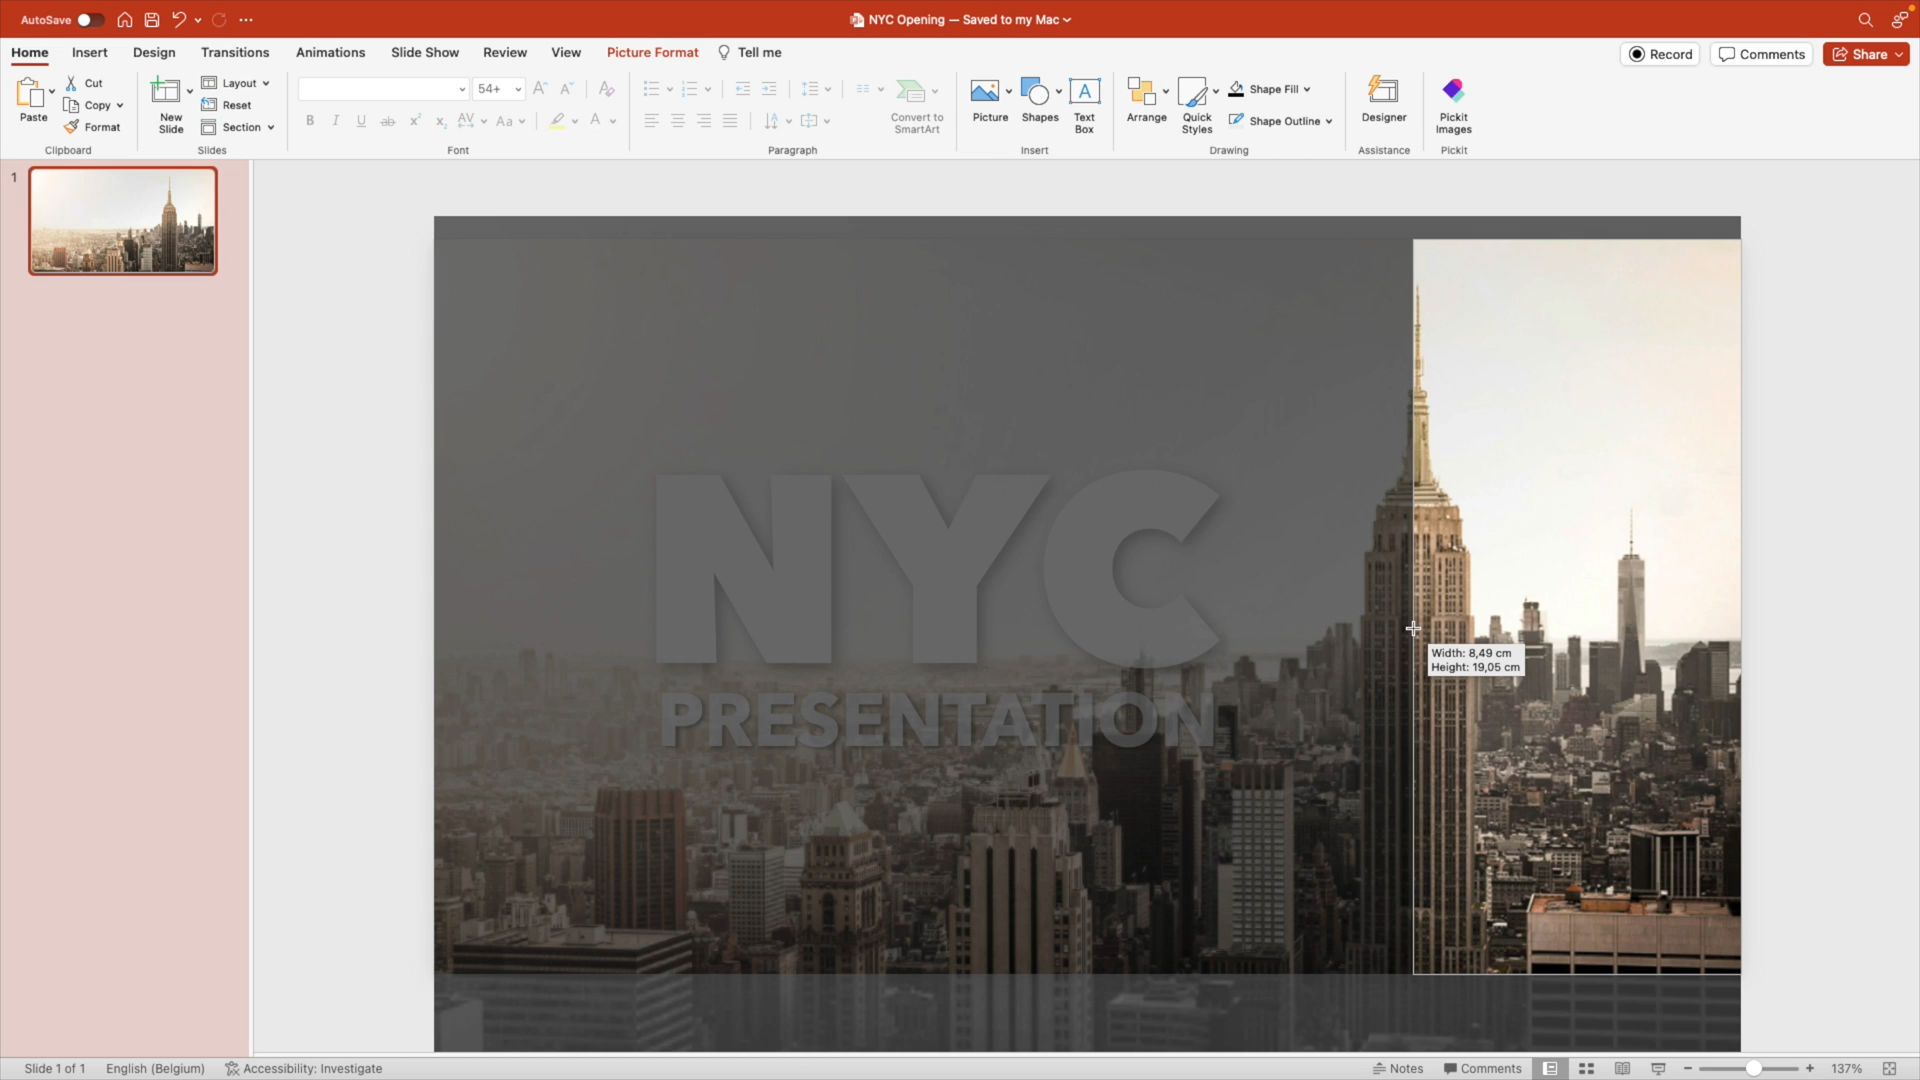 AutoSave
NYC Opening — Saved to my Mac
Home Insert Design Transitions Animations Slide Show Review View Picture Format Tell me
Record Comments Share
Paste
Cut
Copy
Format
Clipboard
New Slide
Layout
Reset
Section
Slides
54+
Font
Paragraph
Convert to SmartArt
Picture
Shapes
Text Box
Insert
Arrange
Quick Styles
Shape Fill
Shape Outline
Drawing
Designer
Assistance
Pickit Images
Pickit
1
NYC
PRESENTATION
Width: 8,49 cm
Height: 19,05 cm
Slide 1 of 1 English (Belgium) Accessibility: Investigate Notes Comments 137%